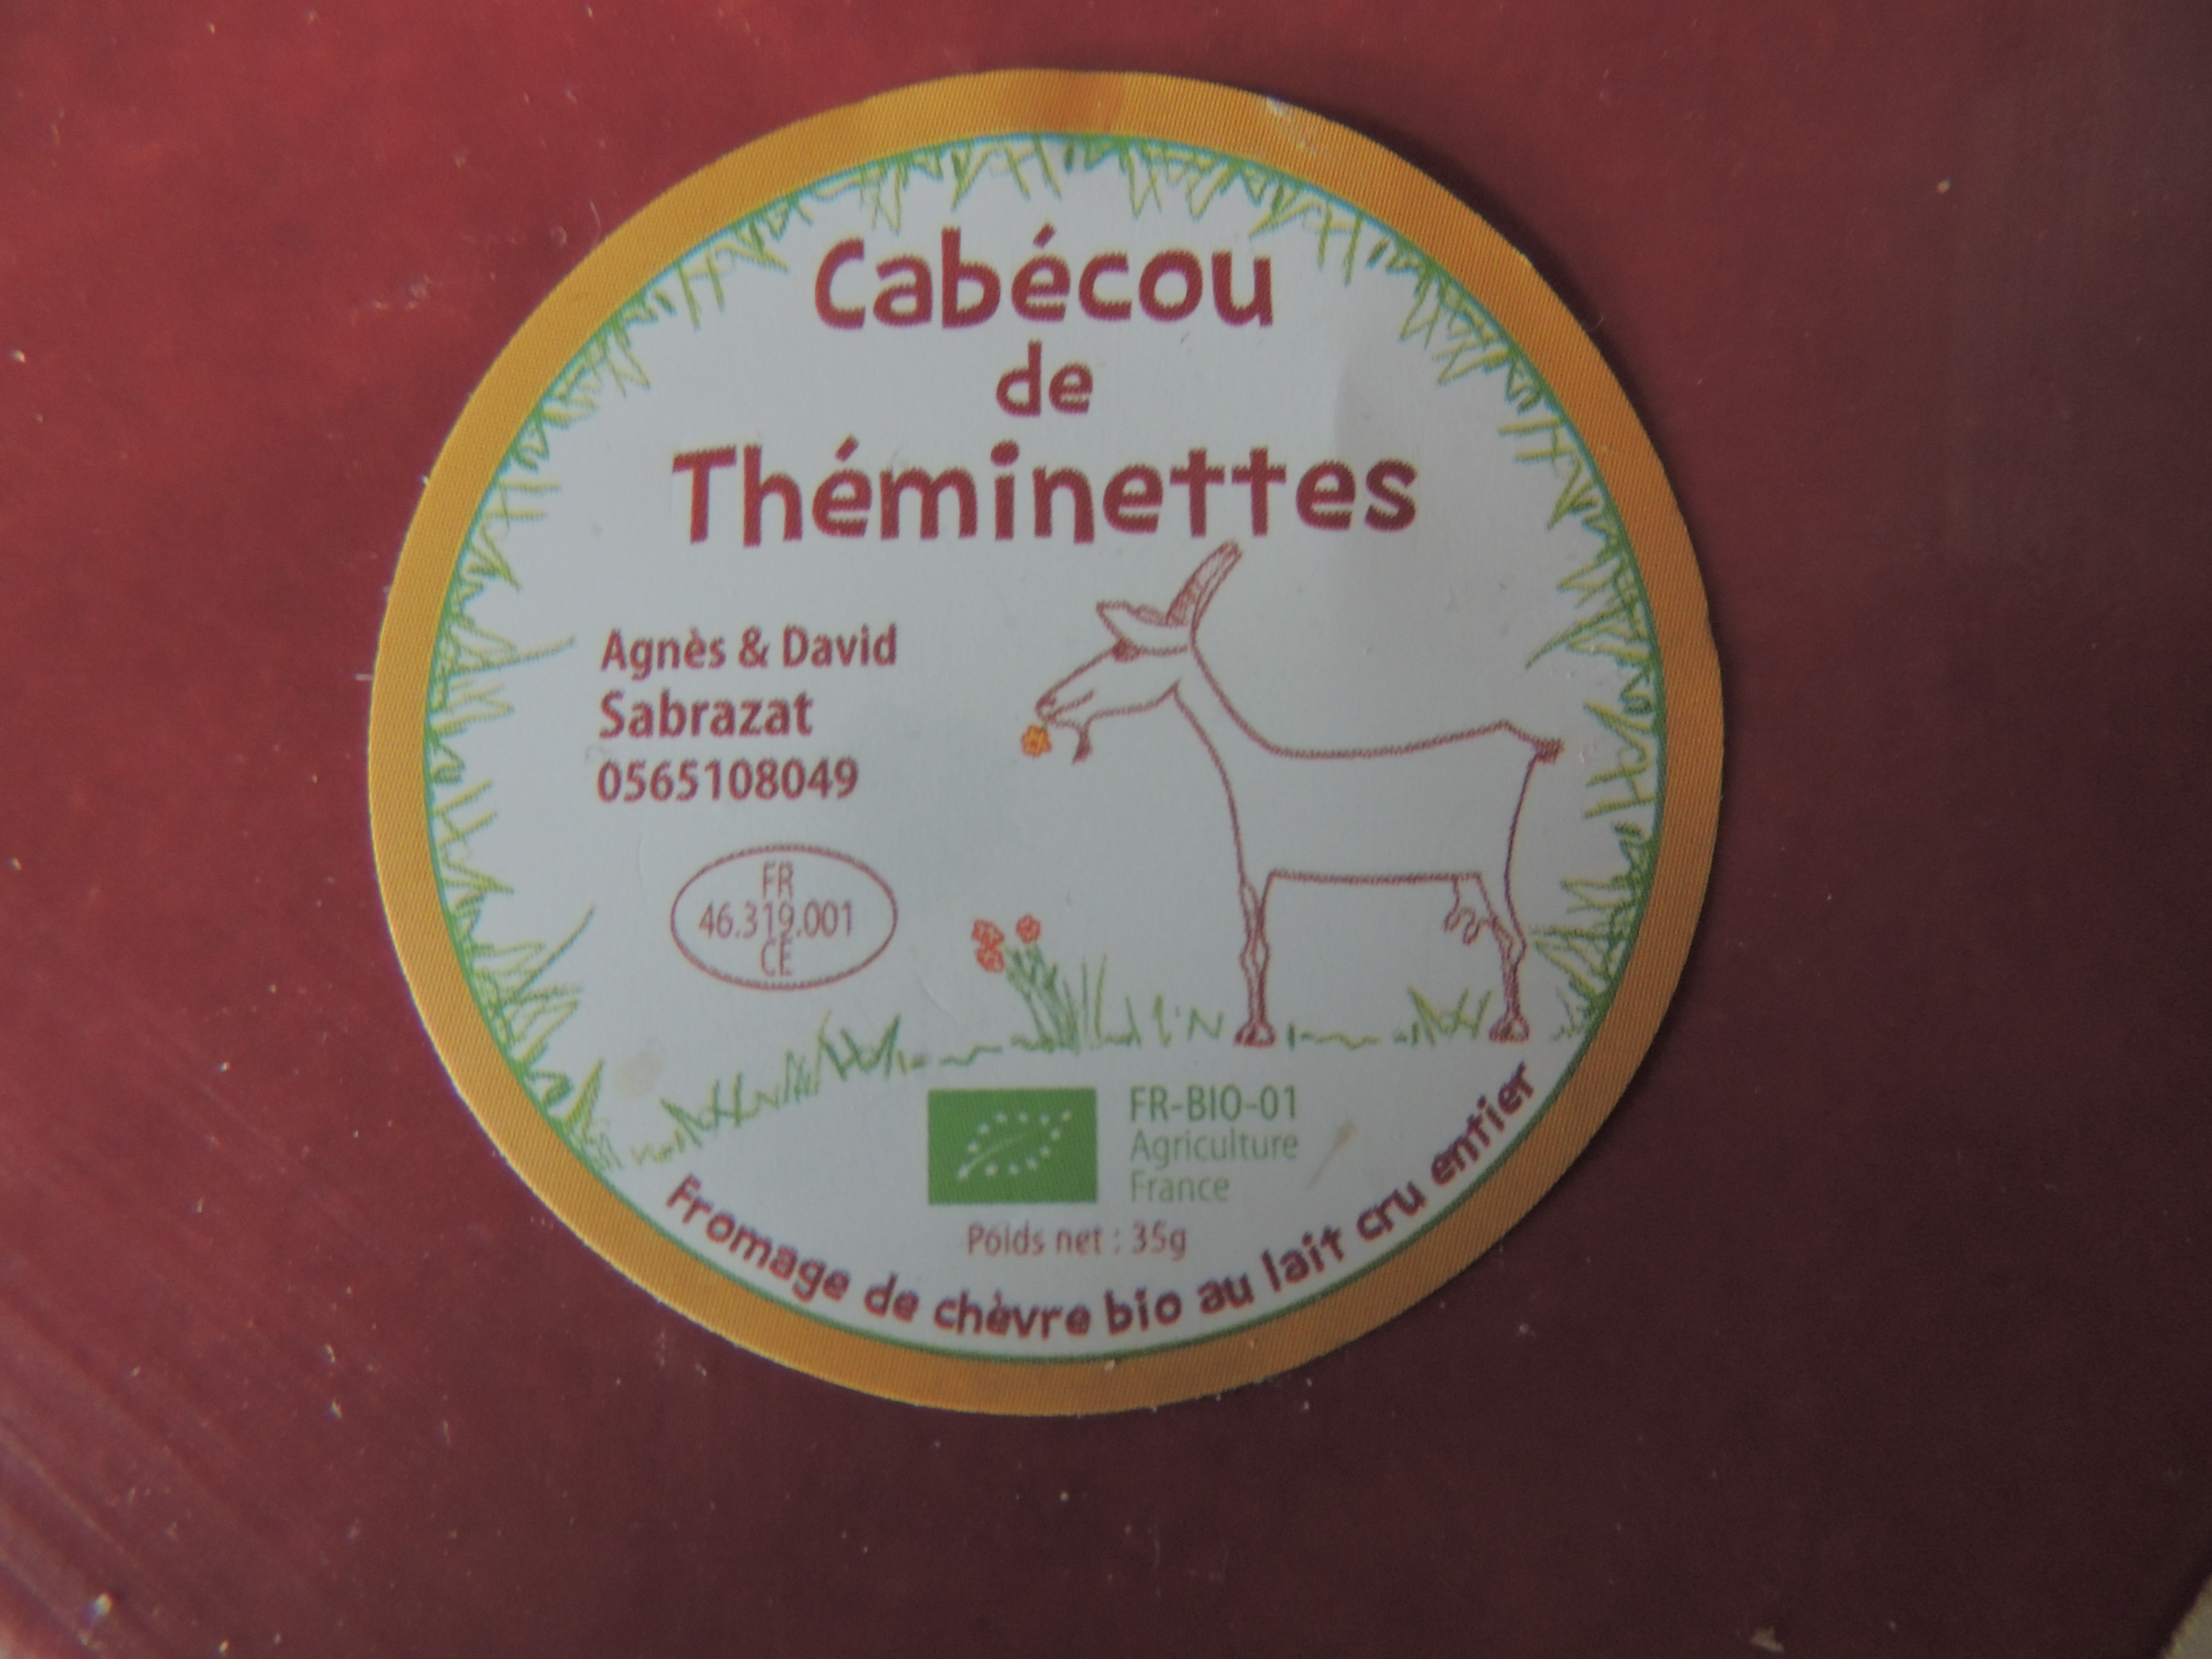 Cabécou
de
Théminettes
Agnès & David
Sabrazat
0565108049
FR
46.319.001
CE
FR-BIO-01
Agriculture
France
Poids net : 35g
Fromage de chèvre bio au lait cru entier